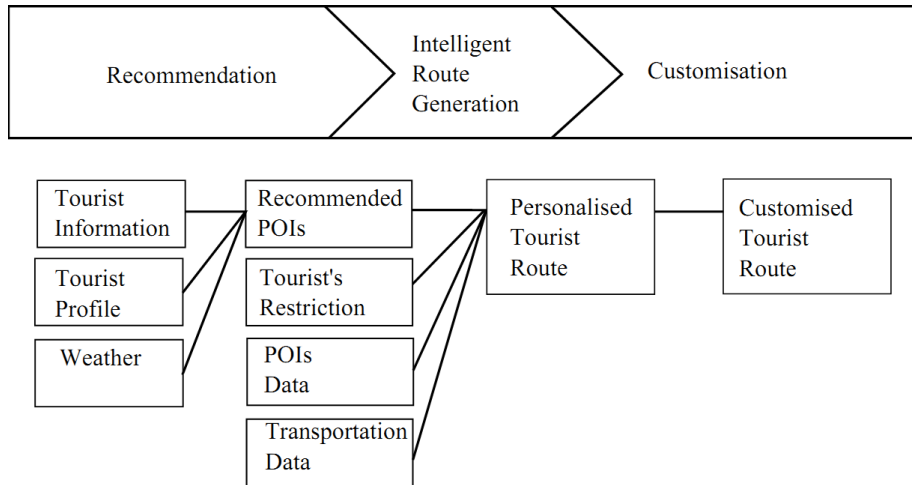 Recommendation
Intelligent
Route
Generation
Customisation
Tourist
Information
Tourist
Profile
Weather
Recommended
POIs
Tourist's
Restriction
POIs
Data
Transportation
Data
Personalised
Tourist
Route
Customised
Tourist
Route